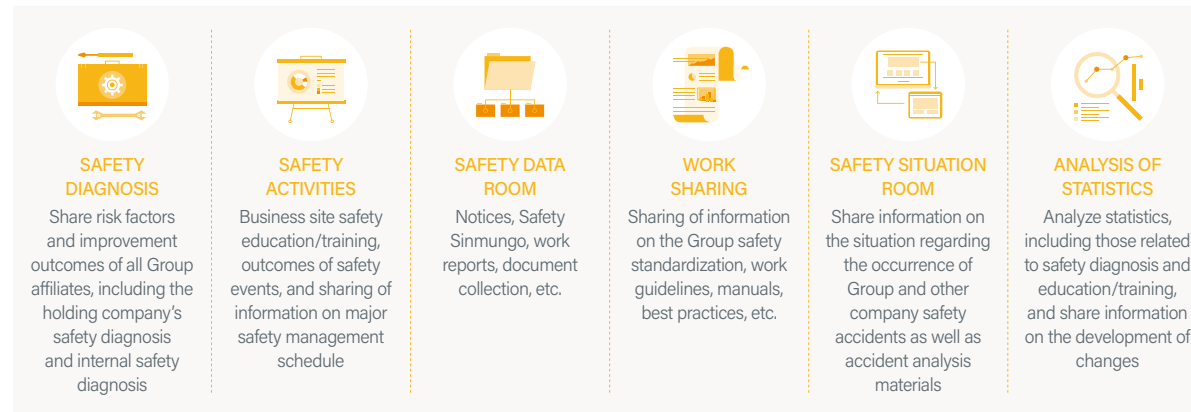 SAFETY
DIAGNOSIS
Share risk factors
and improvement
outcomes of all Group
affiliates, including the
holding company's
safety diagnosis
and internal safety
diagnosis
SAFETY
ACTIVITIES
Business site safety
education/training,
outcomes of safety
events, and sharing of
information on major
safety management
schedule
SAFETY DATA
ROOM
Notices, Safety
Sinmungo, work
reports, document
collection, etc.
WORK
SHARING
Sharing of information
on the Group safety
standardization, work
guidelines, manuals,
best practices, etc.
SAFETY SITUATION
ROOM
Share information on
the situation regarding
the occurrence of
Group and other
company safety
accidents as well as
accident analysis
materials
ANALYSIS OF
STATISTICS
Analyze statistics,
including those related
to safety diagnosis and
education/training,
and share information
on the development of
changes